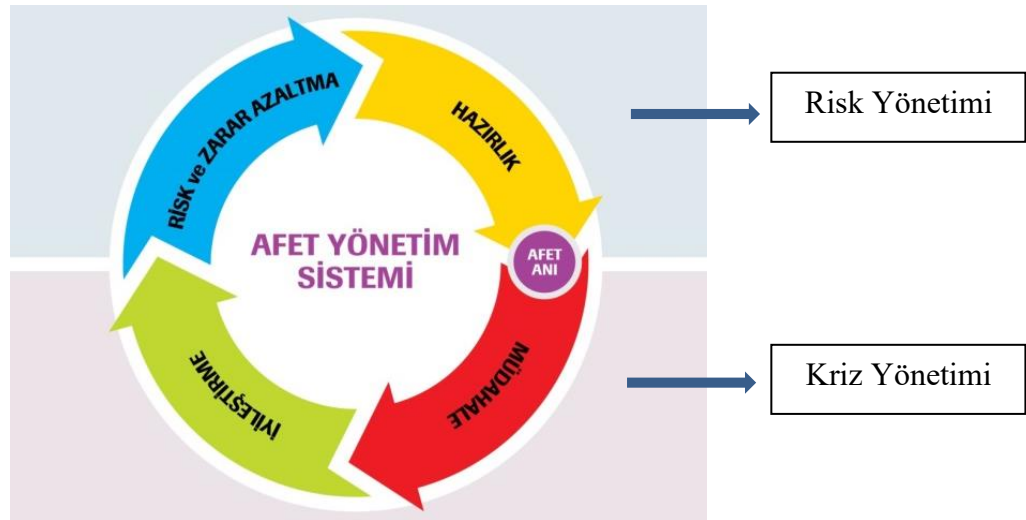 RİSK ve ZARAR AZALTMA
HAZIRLIK
Risk Yönetimi
AFET YÖNETİM
SİSTEMİ
AFET
ANI
İYİLEŞTİRME
MÜDAHALE
Kriz Yönetimi